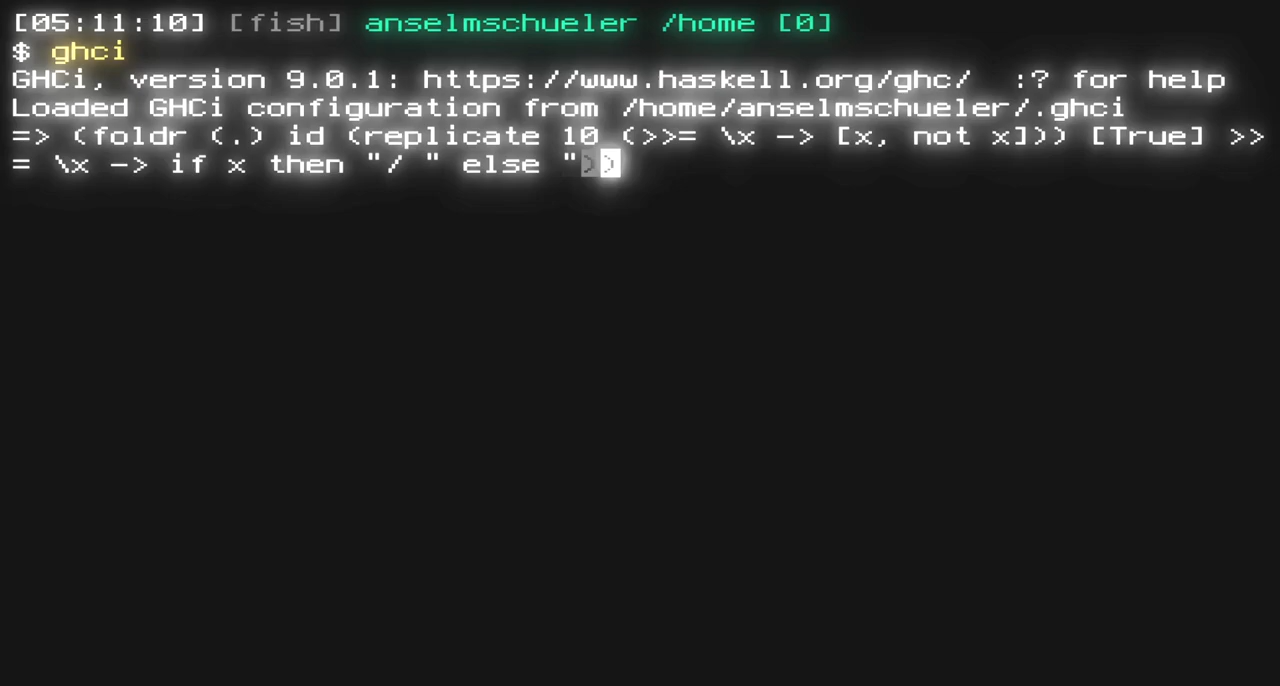 [05:11:10] [fish] anselmschueler /home [0]
$ ghci
GHCi, version 9.0.1: https://www.haskell.org/ghc/  :? for help
Loaded GHCi configuration from /home/anselmschueler/.ghci
=> (foldr (.) id (replicate 10 (>>= \x -> [x, not x])) [True] >>
= \x -> if x then "/ " else "))